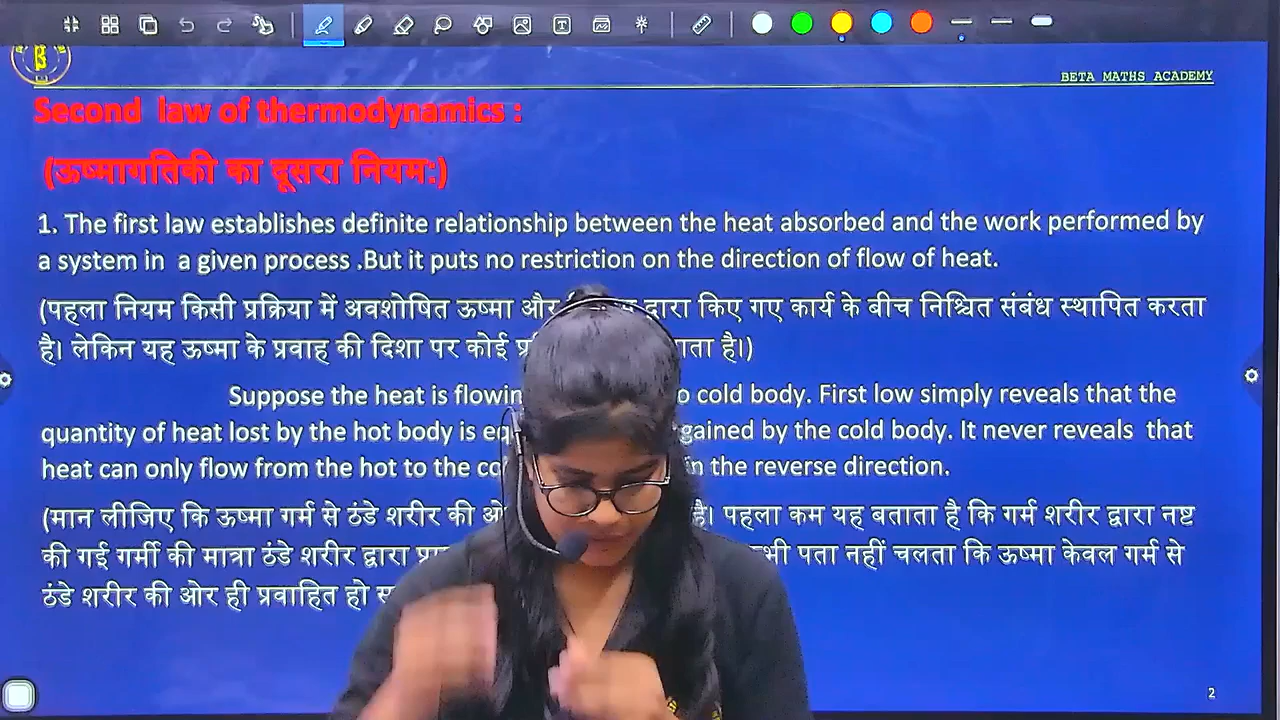 β
BETA MATHS ACADEMY
Second law of thermodynamics :
(ऊष्मागतिकी का दूसरा नियम:)
1. The first law establishes definite relationship between the heat absorbed and the work performed by
a system in a given process .But it puts no restriction on the direction of flow of heat.
(पहला नियम किसी प्रक्रिया में अवशोषित ऊष्मा और द्वारा किए गए कार्य के बीच निश्चित संबंध स्थापित करता
है। लेकिन यह ऊष्मा के प्रवाह की दिशा पर कोई है।)
Suppose the heat is cold body. First low simply reveals that the
quantity of heat lost by the hot body is gained by the cold body. It never reveals that
heat can only flow from the hot to the in the reverse direction.
(मान लीजिए कि ऊष्मा गर्म से ठंडे शरीर की है। पहला कम यह बताता है कि गर्म शरीर द्वारा नष्ट
की गई गर्मी की मात्रा ठंडे शरीर द्वारा पता नहीं चलता कि ऊष्मा केवल गर्म से
ठंडे शरीर की ओर ही प्रवाहित हो
2